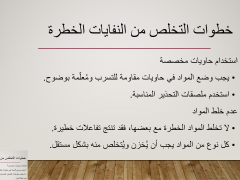 خطوات التخلص من النفايات الخطرة
استخدام حاويات مخصصة
• يجب وضع المواد في حاويات مقاومة للتسرب ومُعلّمة بوضوح.
• استخدم ملصقات التحذير المناسبة.
عدم خلط المواد
• لا تخلط المواد الخطرة مع بعضها، فقد تنتج تفاعلات خطيرة.
• كل نوع من المواد يجب أن يُخزن ويُتخلص منه بشكل مستقل.